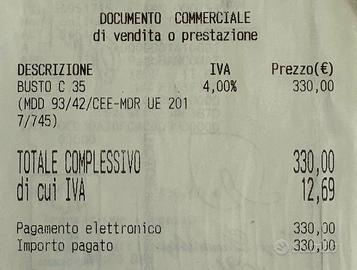 DOCUMENTO COMMERCIALE
di vendita o prestazione
DESCRIZIONE IVA Prezzo(€)
BUSTO C 35 4,00% 330,00
(MDD 93/42/CEE-MDR UE 201
7/745)
TOTALE COMPLESSIVO 330,00
di cui IVA 12,69
Pagamento elettronico 330,00
Importo pagato 330,00
subito